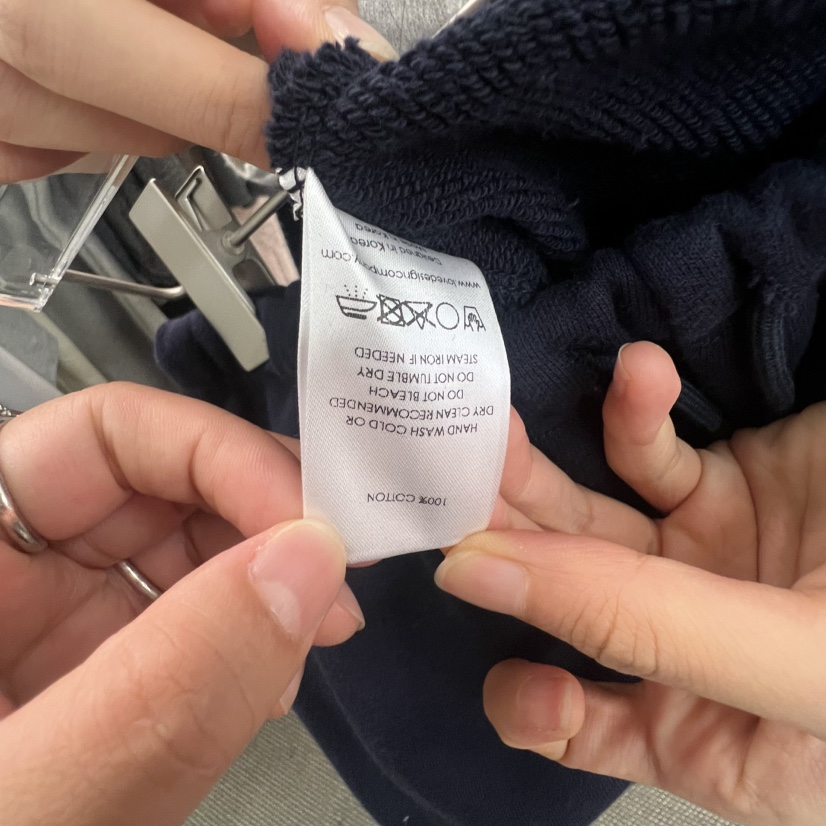 100% COTTON
HAND WASH COLD OR
DRY CLEAN RECOMMENDED
DO NOT BLEACH
DO NOT TUMBLE DRY
STEAM IRON IF NEEDED
www.lovedesigncompany.com
Designed in Korea
Korea